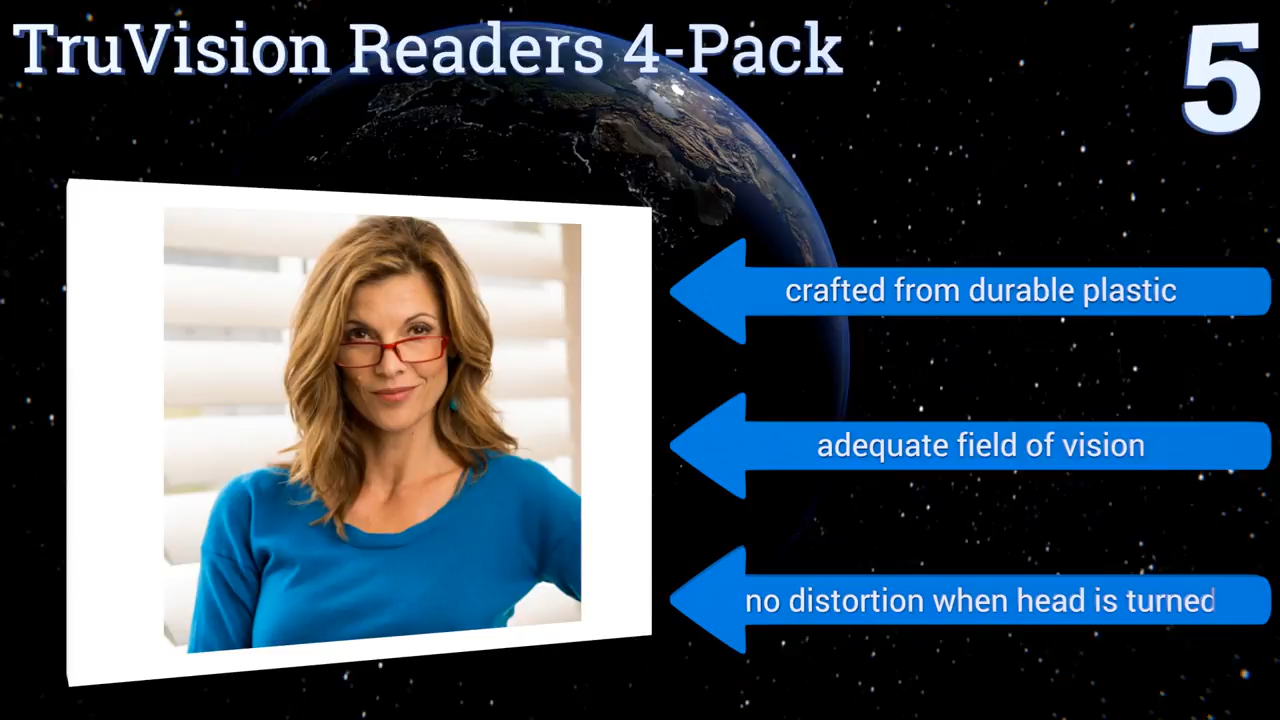 TruVision Readers 4-Pack
5
crafted from durable plastic
adequate field of vision
no distortion when head is turned